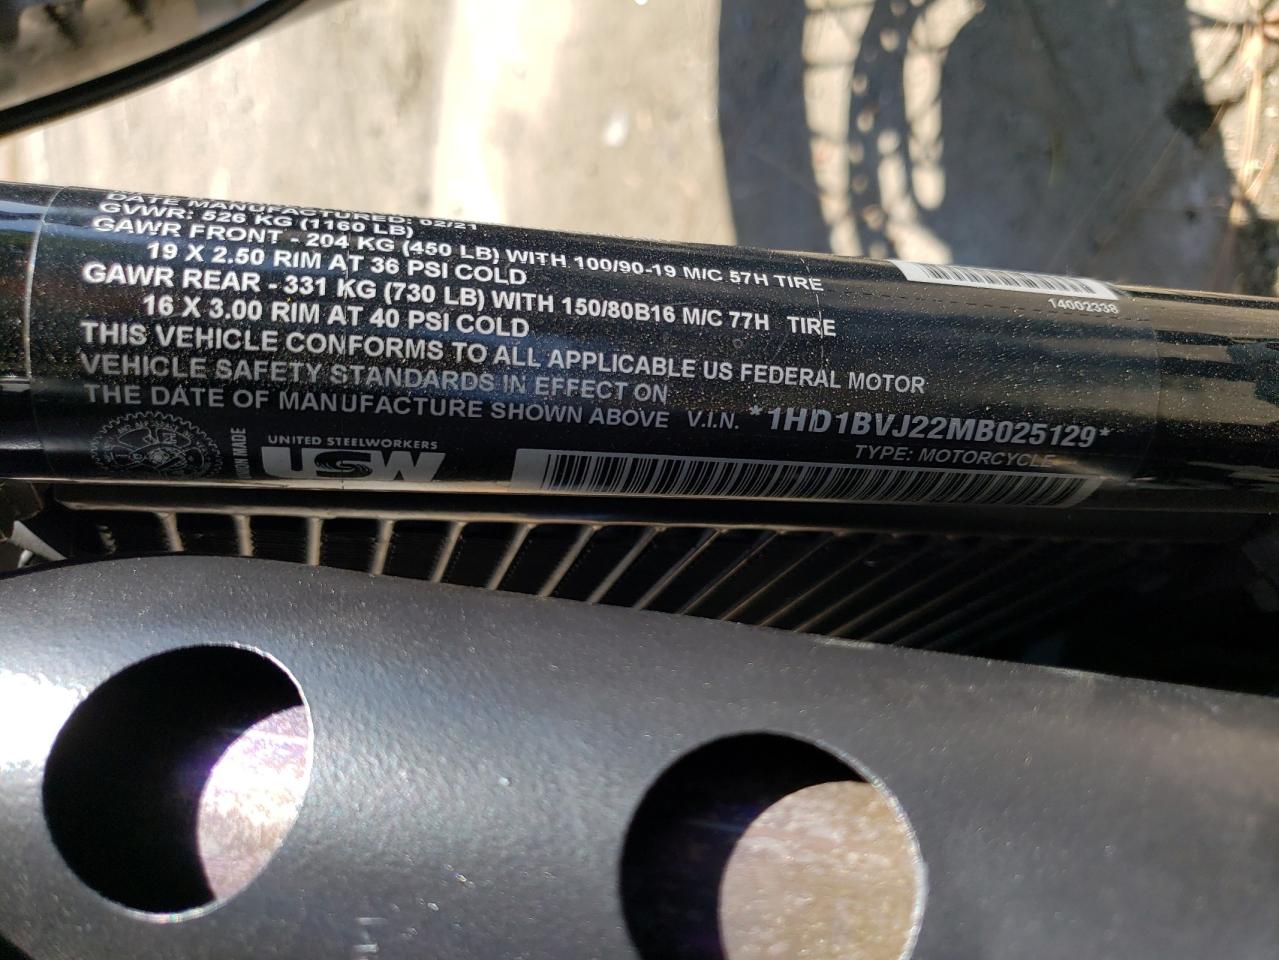 DATE MANUFACTURED: 02/21
GVWR: 526 KG (1160 LB)
GAWR FRONT - 204 KG (450 LB) WITH 100/90-19 M/C 57H TIRE
19 X 2.50 RIM AT 36 PSI COLD
GAWR REAR - 331 KG (730 LB) WITH 150/80B16 M/C 77H TIRE
16 X 3.00 RIM AT 40 PSI COLD
THIS VEHICLE CONFORMS TO ALL APPLICABLE US FEDERAL MOTOR
VEHICLE SAFETY STANDARDS IN EFFECT ON
THE DATE OF MANUFACTURE SHOWN ABOVE V.I.N. *1HD1BVJ22MB025129*
TYPE: MOTORCYCLE
14002338
UNION MADE
UNITED STEELWORKERS
USW